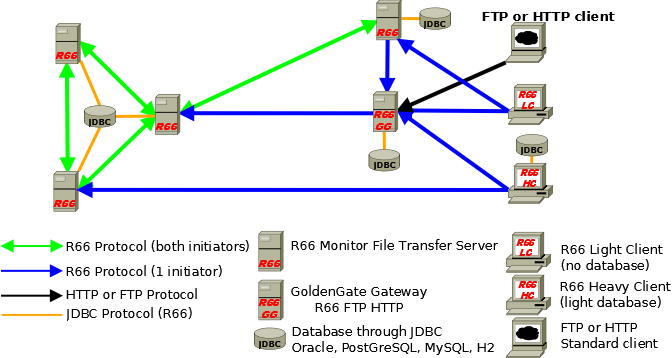 FTP or HTTP client
R66
JDBC
R66
JDBC
R66
R66
GG
R66
LC
JDBC
JDBC
R66
R66
HC
R66 Protocol (both initiators)
R66 Protocol (1 initiator)
HTTP or FTP Protocol
JDBC Protocol (R66)
R66
R66 Monitor File Transfer Server
R66
GG
GoldenGate Gateway
R66 FTP HTTP
JDBC
Database through JDBC
Oracle, PostGreSQL, MySQL, H2
R66
LC
R66 Light Client
(no database)
R66
HC
R66 Heavy Client
(light database)
FTP or HTTP
Standard client